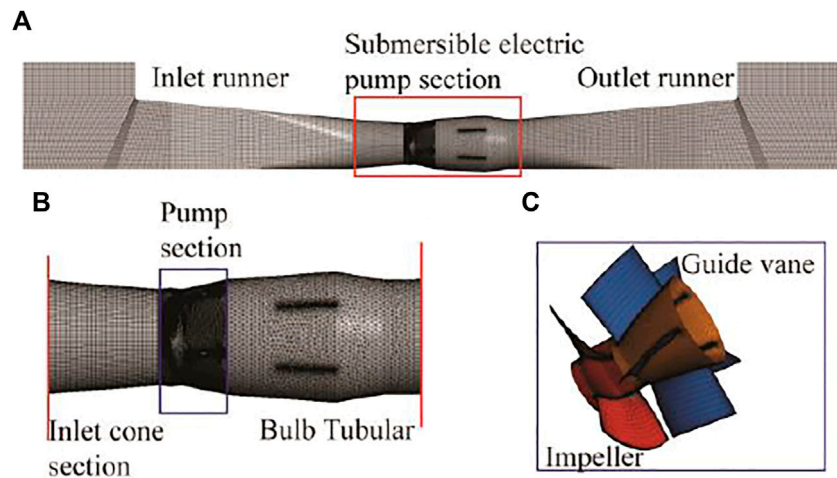 A
Submersible electric
pump section
Inlet runner
Outlet runner
B
Pump
section
Inlet cone
section
Bulb Tubular
C
Guide vane
Impeller